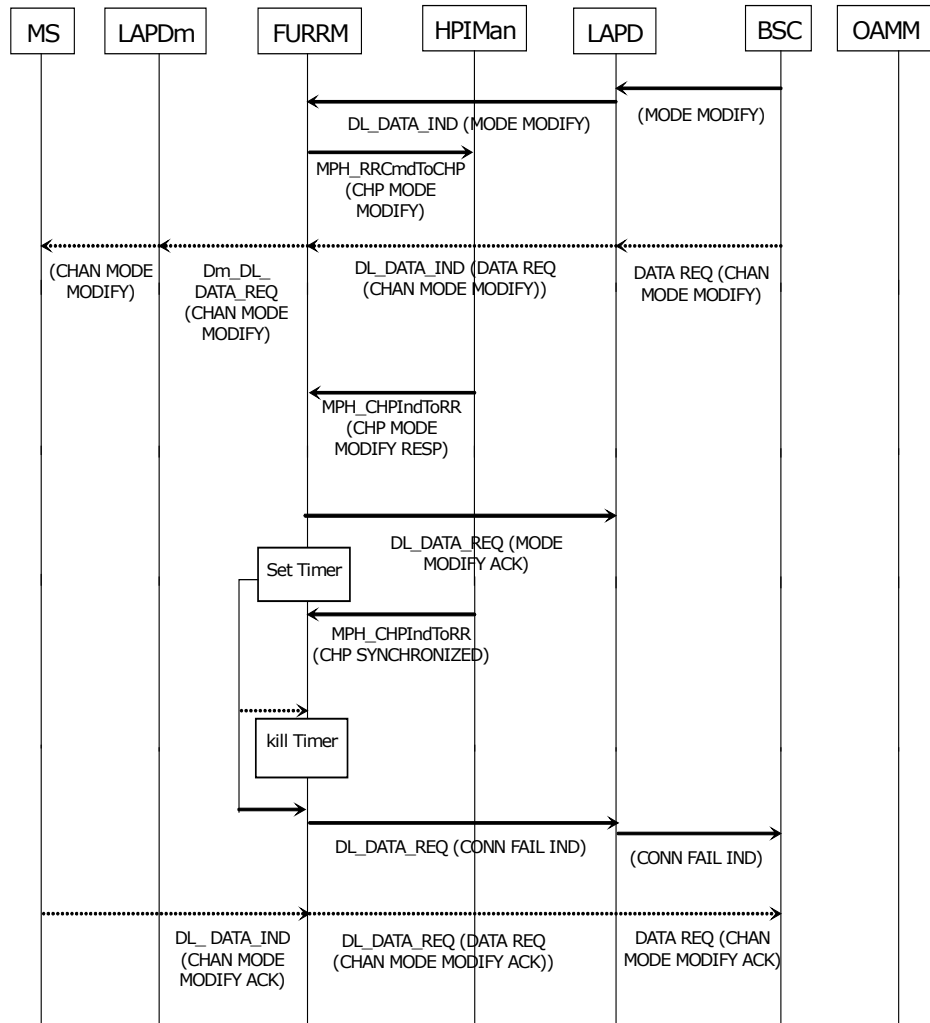 MS
LAPDm
FURRM
HPIMan
LAPD
BSC
OAMM
DL_DATA_IND (MODE MODIFY)
(MODE MODIFY)
MPH_RRCmdToCHP
(CHP MODE
MODIFY)
(CHAN MODE
MODIFY)
Dm_DL_
DATA_REQ
(CHAN MODE
MODIFY)
DL_DATA_IND (DATA REQ
(CHAN MODE MODIFY))
DATA REQ (CHAN
MODE MODIFY)
MPH_CHPIndToRR
(CHP MODE
MODIFY RESP)
DL_DATA_REQ (MODE
MODIFY ACK)
Set Timer
MPH_CHPIndToRR
(CHP SYNCHRONIZED)
kill Timer
DL_DATA_REQ (CONN FAIL IND)
(CONN FAIL IND)
DL_ DATA_IND
(CHAN MODE
MODIFY ACK)
DL_DATA_REQ (DATA REQ
(CHAN MODE MODIFY ACK))
DATA REQ (CHAN
MODE MODIFY ACK)